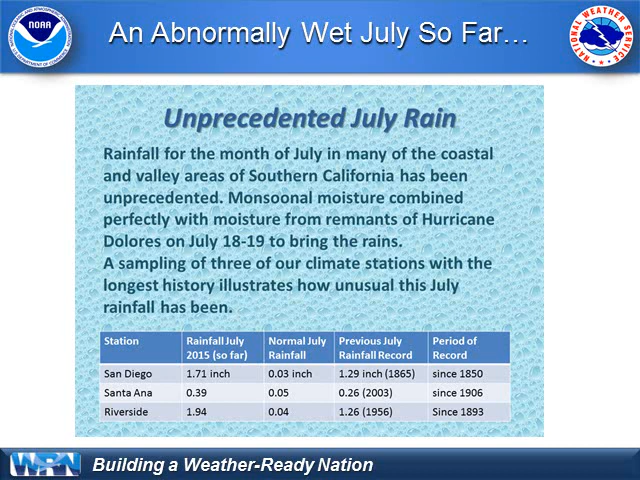 An Abnormally Wet July So Far...
NOAA
NATIONAL WEATHER SERVICE
Unprecedented July Rain
Rainfall for the month of July in many of the coastal
and valley areas of Southern California has been
unprecedented. Monsoonal moisture combined
perfectly with moisture from remnants of Hurricane
Dolores on July 18-19 to bring the rains.
A sampling of three of our climate stations with the
longest history illustrates how unusual this July
rainfall has been.
Station Rainfall July 2015 (so far) Normal July Rainfall Previous July Rainfall Record Period of Record
San Diego 1.71 inch 0.03 inch 1.29 inch (1865) since 1850
Santa Ana 0.39 0.05 0.26 (2003) since 1906
Riverside 1.94 0.04 1.26 (1956) Since 1893
WRN Building a Weather-Ready Nation